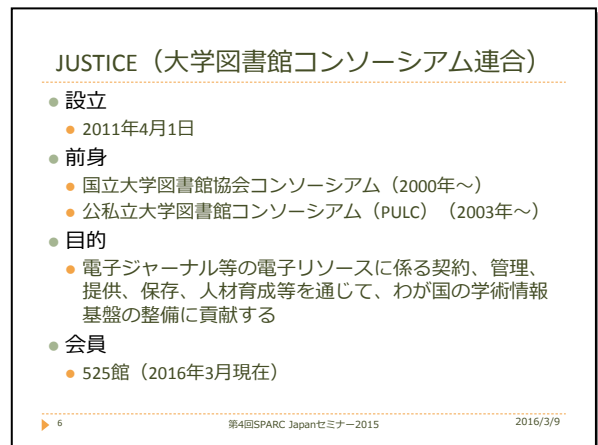 JUSTICE（大学図書館コンソーシアム連合）
設立
2011年4月1日
前身
国立大学図書館協会コンソーシアム（2000年～）
公私立大学図書館コンソーシアム（PULC）（2003年～）
目的
電子ジャーナル等の電子リソースに係る契約、管理、
提供、保存、人材育成等を通じて、わが国の学術情報
基盤の整備に貢献する
会員
525館（2016年3月現在）
6 第4回SPARC Japanセミナー2015 2016/3/9